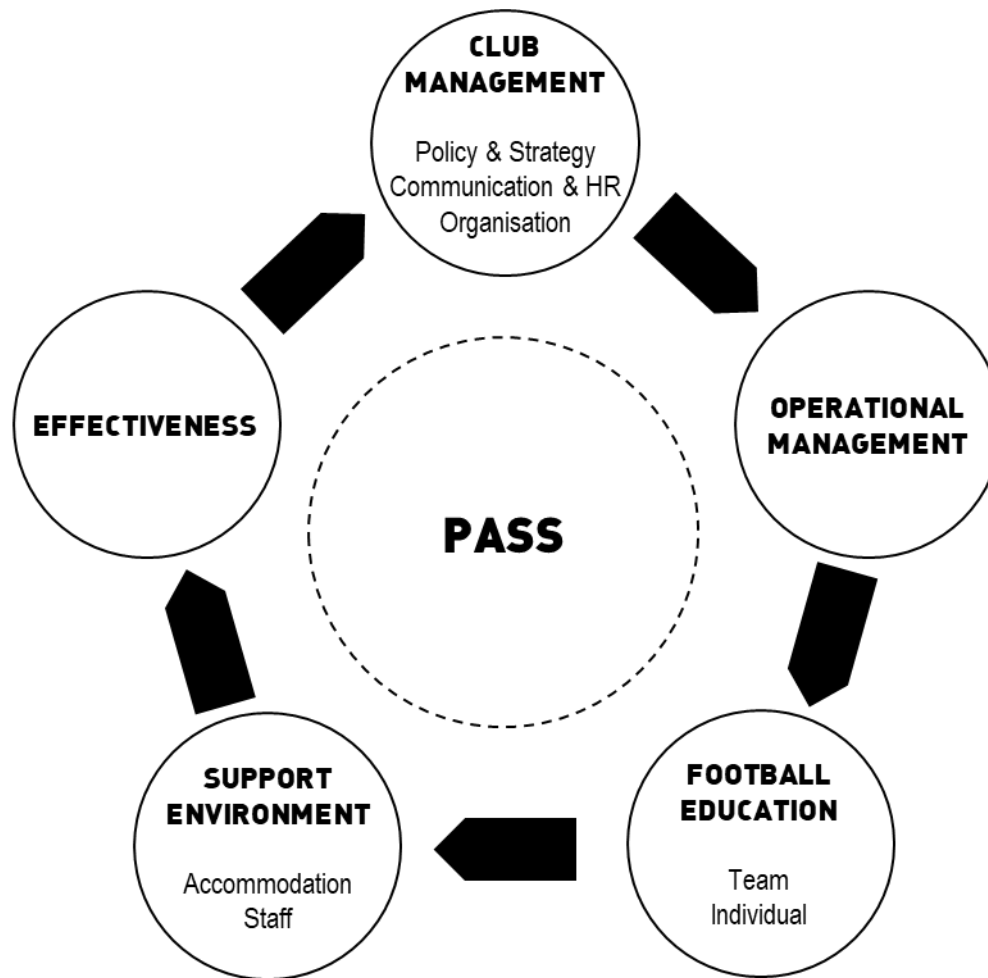 CLUB
MANAGEMENT
Policy & Strategy
Communication & HR
Organisation
EFFECTIVENESS
OPERATIONAL
MANAGEMENT
PASS
SUPPORT
ENVIRONMENT
Accommodation
Staff
FOOTBALL
EDUCATION
Team
Individual